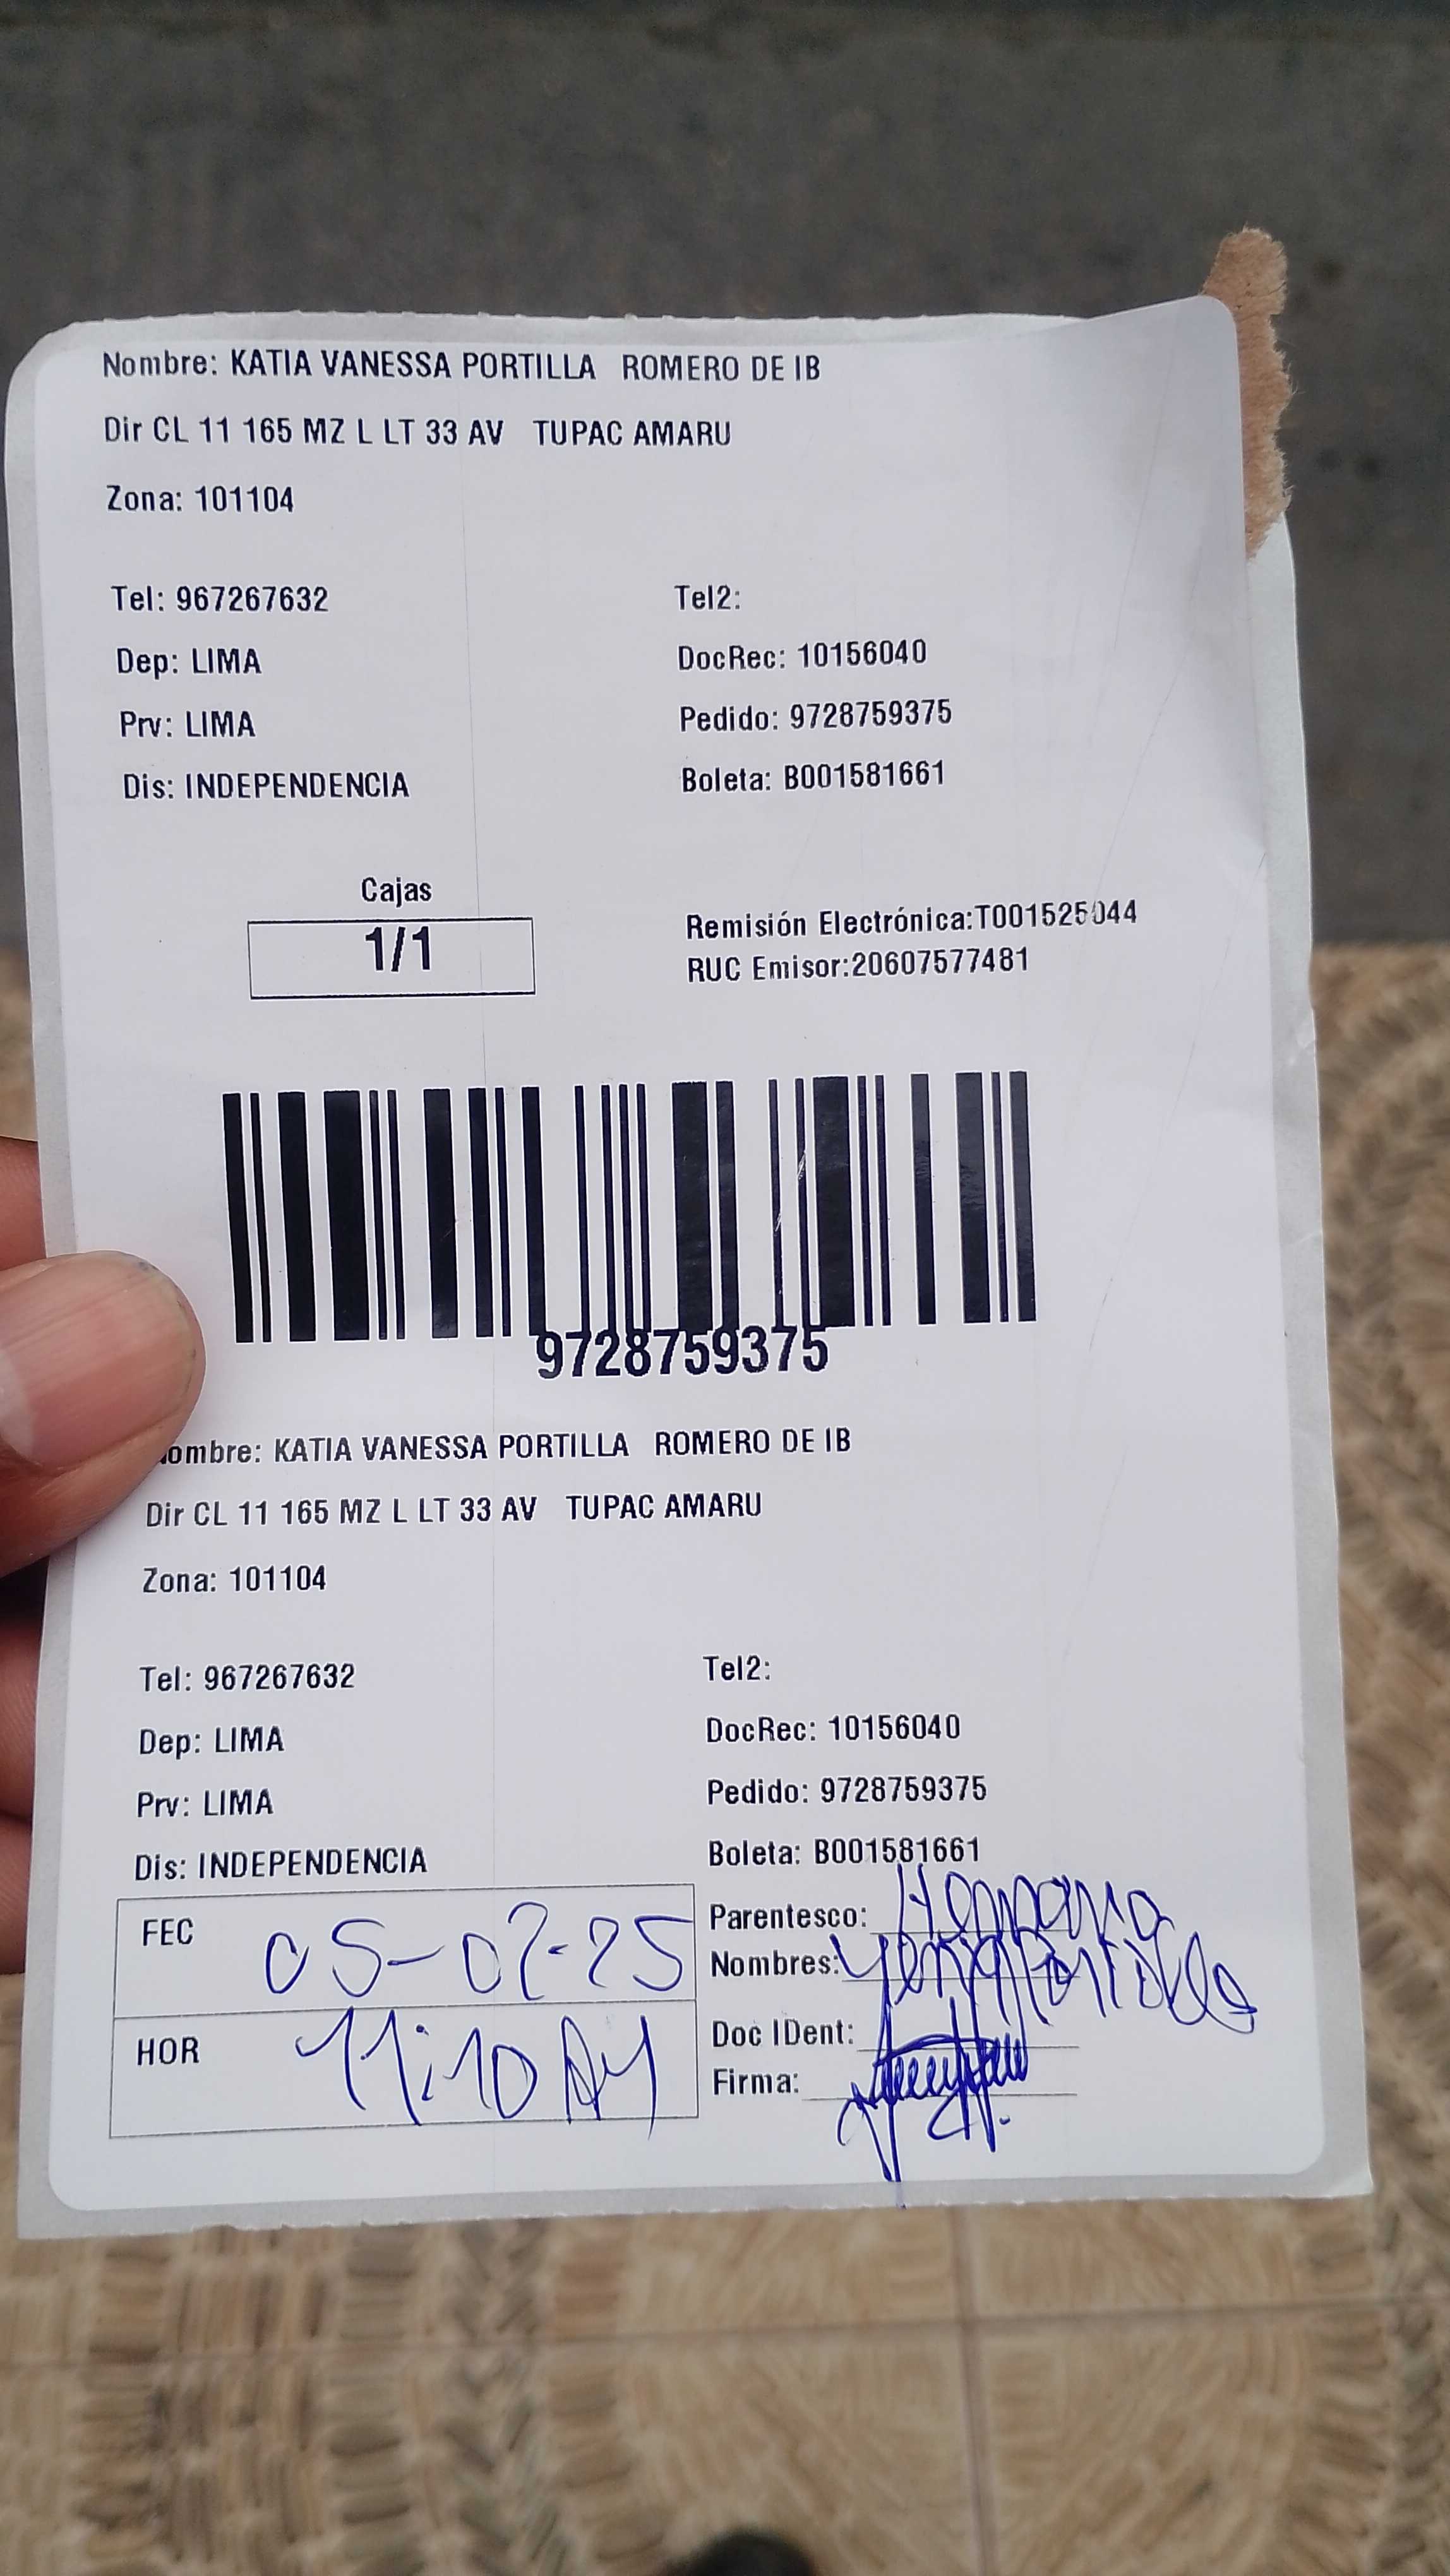 Nombre: KATIA VANESSA PORTILLA ROMERO DE IB
Dir CL 11 165 MZ L LT 33 AV TUPAC AMARU
Zona: 101104
Tel: 967267632 Tel2:
Dep: LIMA DocRec: 10156040
Prv: LIMA Pedido: 9728759375
Dis: INDEPENDENCIA Boleta: B001581661
Cajas
1/1
Remisión Electrónica:T001525044
RUC Emisor:20607577481
9728759375
ombre: KATIA VANESSA PORTILLA ROMERO DE IB
Dir CL 11 165 MZ L LT 33 AV TUPAC AMARU
Zona: 101104
Tel: 967267632 Tel2:
Dep: LIMA DocRec: 10156040
Prv: LIMA Pedido: 9728759375
Dis: INDEPENDENCIA Boleta: B001581661
FEC 05-02-25
HOR 11:10 AM
Parentesco: Hermana
Nombres: Portilla
Doc IDent:
Firma: